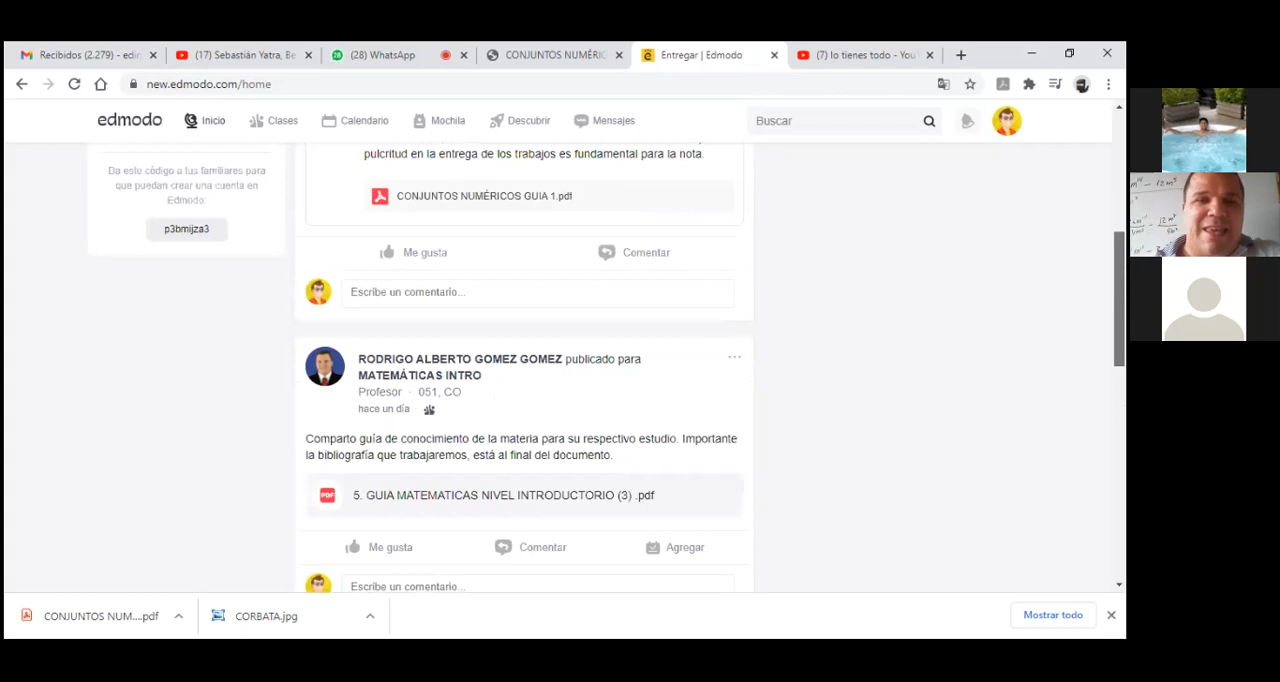 Recibidos (2.279) - edin
(17) Sebastián Yatra, Be
(28) WhatsApp
CONJUNTOS NUMÉRIC
Entregar | Edmodo
(7) lo tienes todo - You
new.edmodo.com/home
edmodo
Inicio
Clases
Calendario
Mochila
Descubrir
Mensajes
Buscar
pulcritud en la entrega de los trabajos es fundamental para la nota.
Da este código a tus familiares para
que puedan crear una cuenta en
Edmodo:
p3bmijza3
CONJUNTOS NUMÉRICOS GUIA 1.pdf
Me gusta
Comentar
Escribe un comentario...
RODRIGO ALBERTO GOMEZ GOMEZ publicado para
MATEMÁTICAS INTRO
Profesor · 051, CO
hace un día
Comparto guía de conocimiento de la materia para su respectivo estudio. Importante
la bibliografía que trabajaremos, está al final del documento.
PDF
5. GUIA MATEMATICAS NIVEL INTRODUCTORIO (3) .pdf
Me gusta
Comentar
Agregar
Escribe un comentario...
CONJUNTOS NUM....pdf
CORBATA.jpg
Mostrar todo